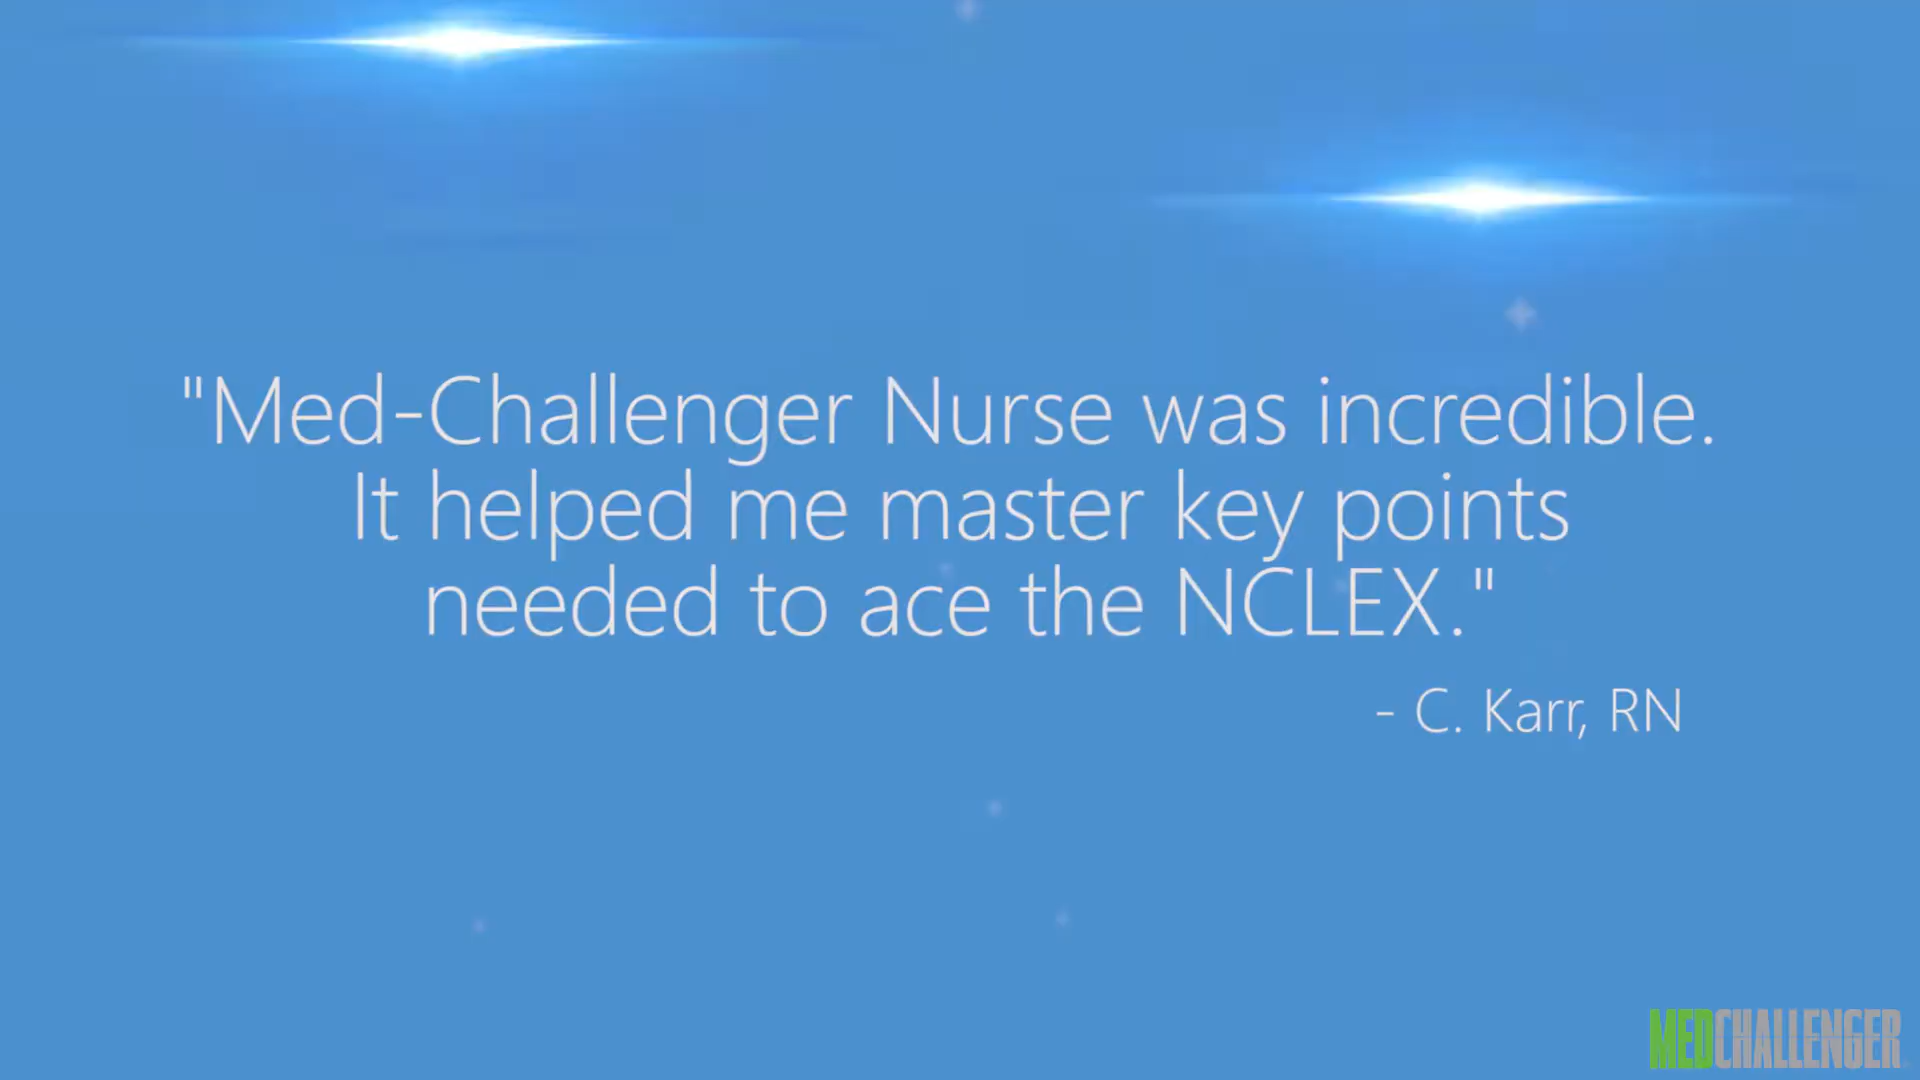 "Med-Challenger Nurse was incredible.
It helped me master key points
needed to ace the NCLEX."
- C. Karr, RN
MEDCHALLENGER